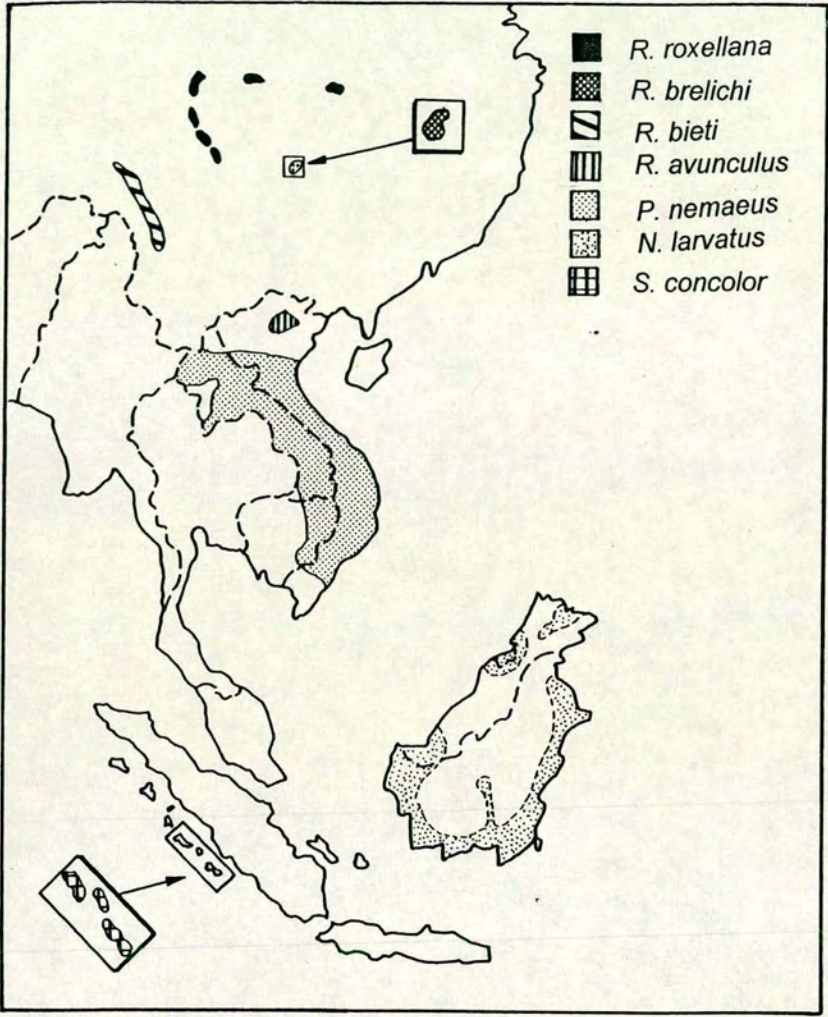 R. roxellana
R. brelichi
R. bieti
R. avunculus
P. nemaeus
N. larvatus
S. concolor